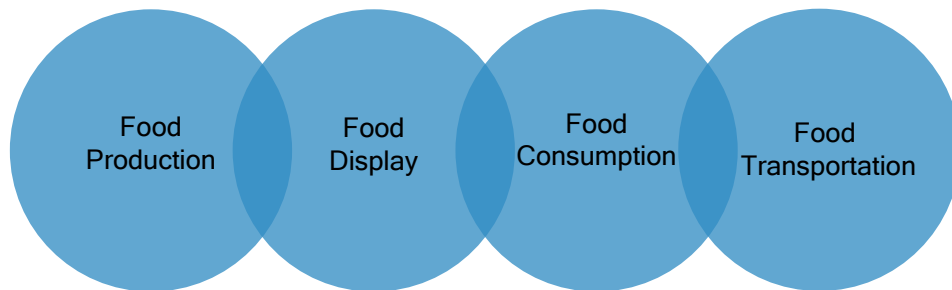 Food
Production
Food
Display
Food
Consumption
Food
Transportation